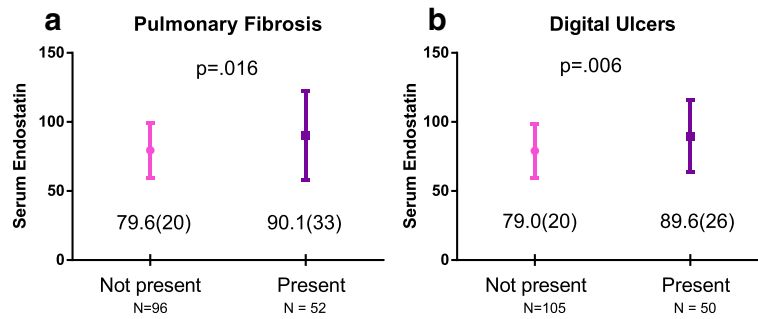 a
Pulmonary Fibrosis
150
100
50
0
Serum Endostatin
p=.016
79.6(20)
90.1(33)
Not present
N=96
Present
N = 52
b
Digital Ulcers
150
100
50
0
Serum Endostatin
p=.006
79.0(20)
89.6(26)
Not present
N=105
Present
N = 50